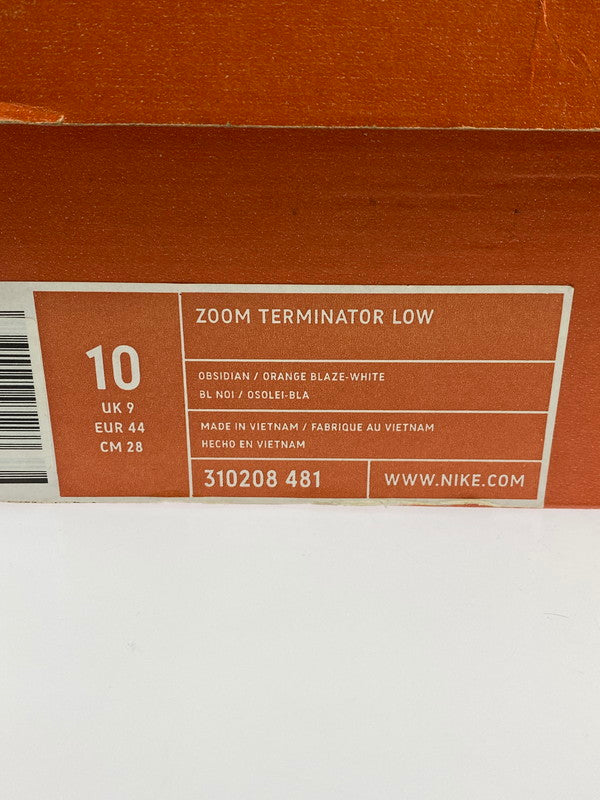 10
UK 9
EUR 44
CM 28
ZOOM TERMINATOR LOW
OBSIDIAN / ORANGE BLAZE-WHITE
BL NOI / OSOLEI-BLA
MADE IN VIETNAM / FABRIQUE AU VIETNAM
HECHO EN VIETNAM
310208 481
WWW.NIKE.COM